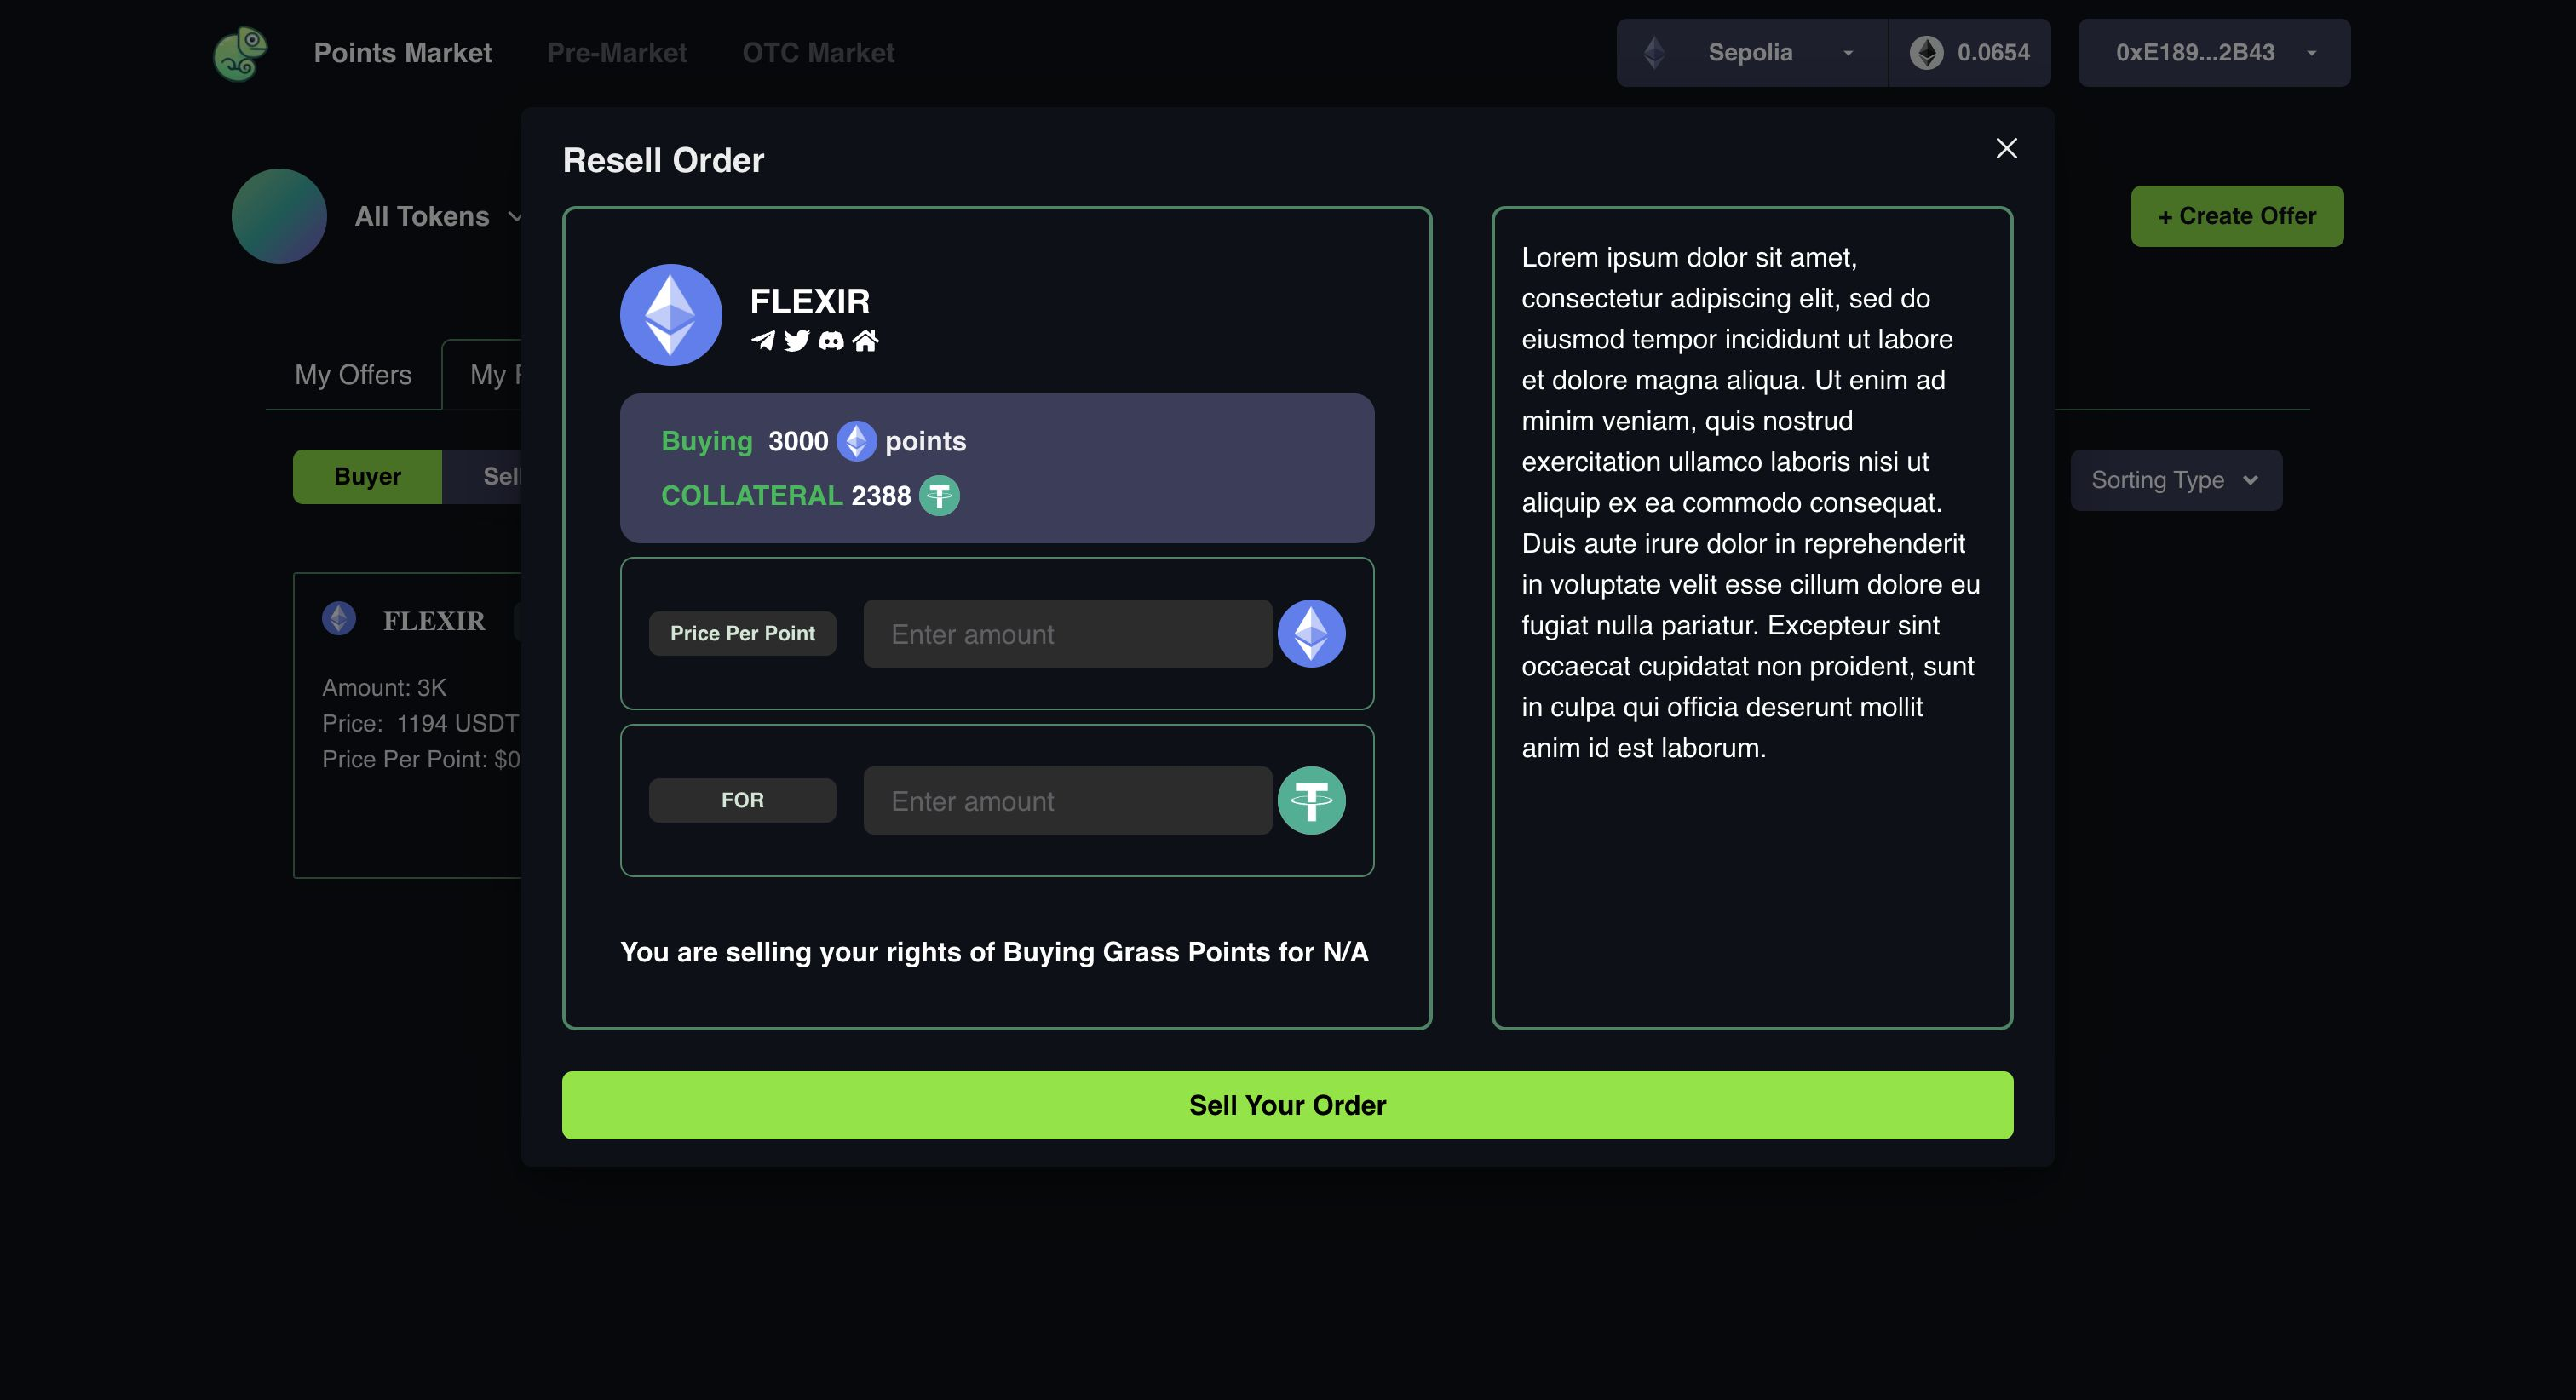 Points Market
Pre-Market
OTC Market
Sepolia
0.0654
0xE189...2B43
All Tokens
+ Create Offer
My Offers
My
Buyer
Sorting Type
FLEXIR
Amount: 3K
Price: 1194 USDT
Price Per Point: $0
Resell Order
FLEXIR
Buying 3000 points
COLLATERAL 2388
Price Per Point
Enter amount
FOR
Enter amount
You are selling your rights of Buying Grass Points for N/A
Lorem ipsum dolor sit amet,
consectetur adipiscing elit, sed do
eiusmod tempor incididunt ut labore
et dolore magna aliqua. Ut enim ad
minim veniam, quis nostrud
exercitation ullamco laboris nisi ut
aliquip ex ea commodo consequat.
Duis aute irure dolor in reprehenderit
in voluptate velit esse cillum dolore eu
fugiat nulla pariatur. Excepteur sint
occaecat cupidatat non proident, sunt
in culpa qui officia deserunt mollit
anim id est laborum.
Sell Your Order